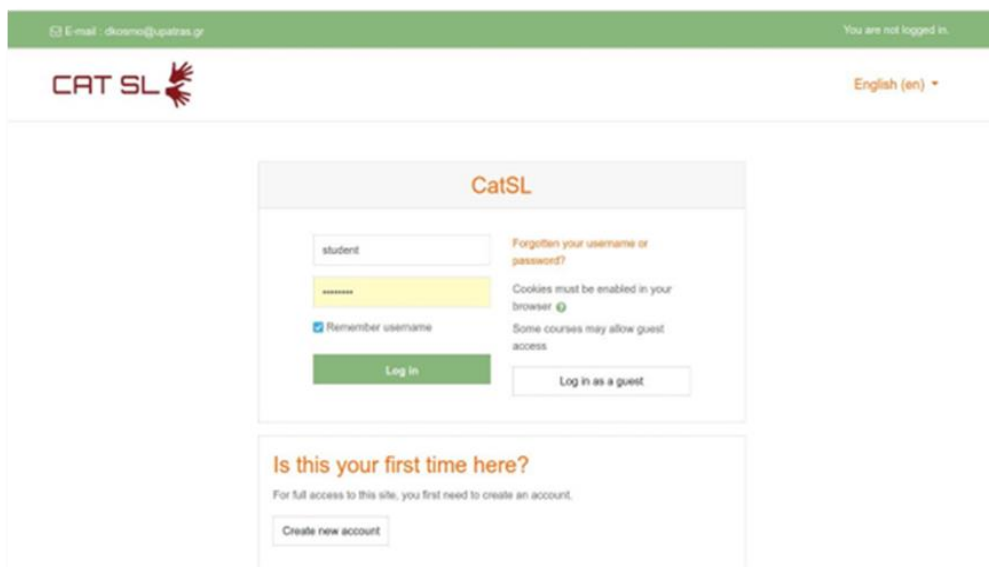 E-mail : dkosmo@upatras.gr
You are not logged in.
CAT SL
English (en)
CatSL
student
Forgotten your username or
password?
••••••••
Cookies must be enabled in your
browser
Remember username
Some courses may allow guest
access
Log in
Log in as a guest
Is this your first time here?
For full access to this site, you first need to create an account.
Create new account